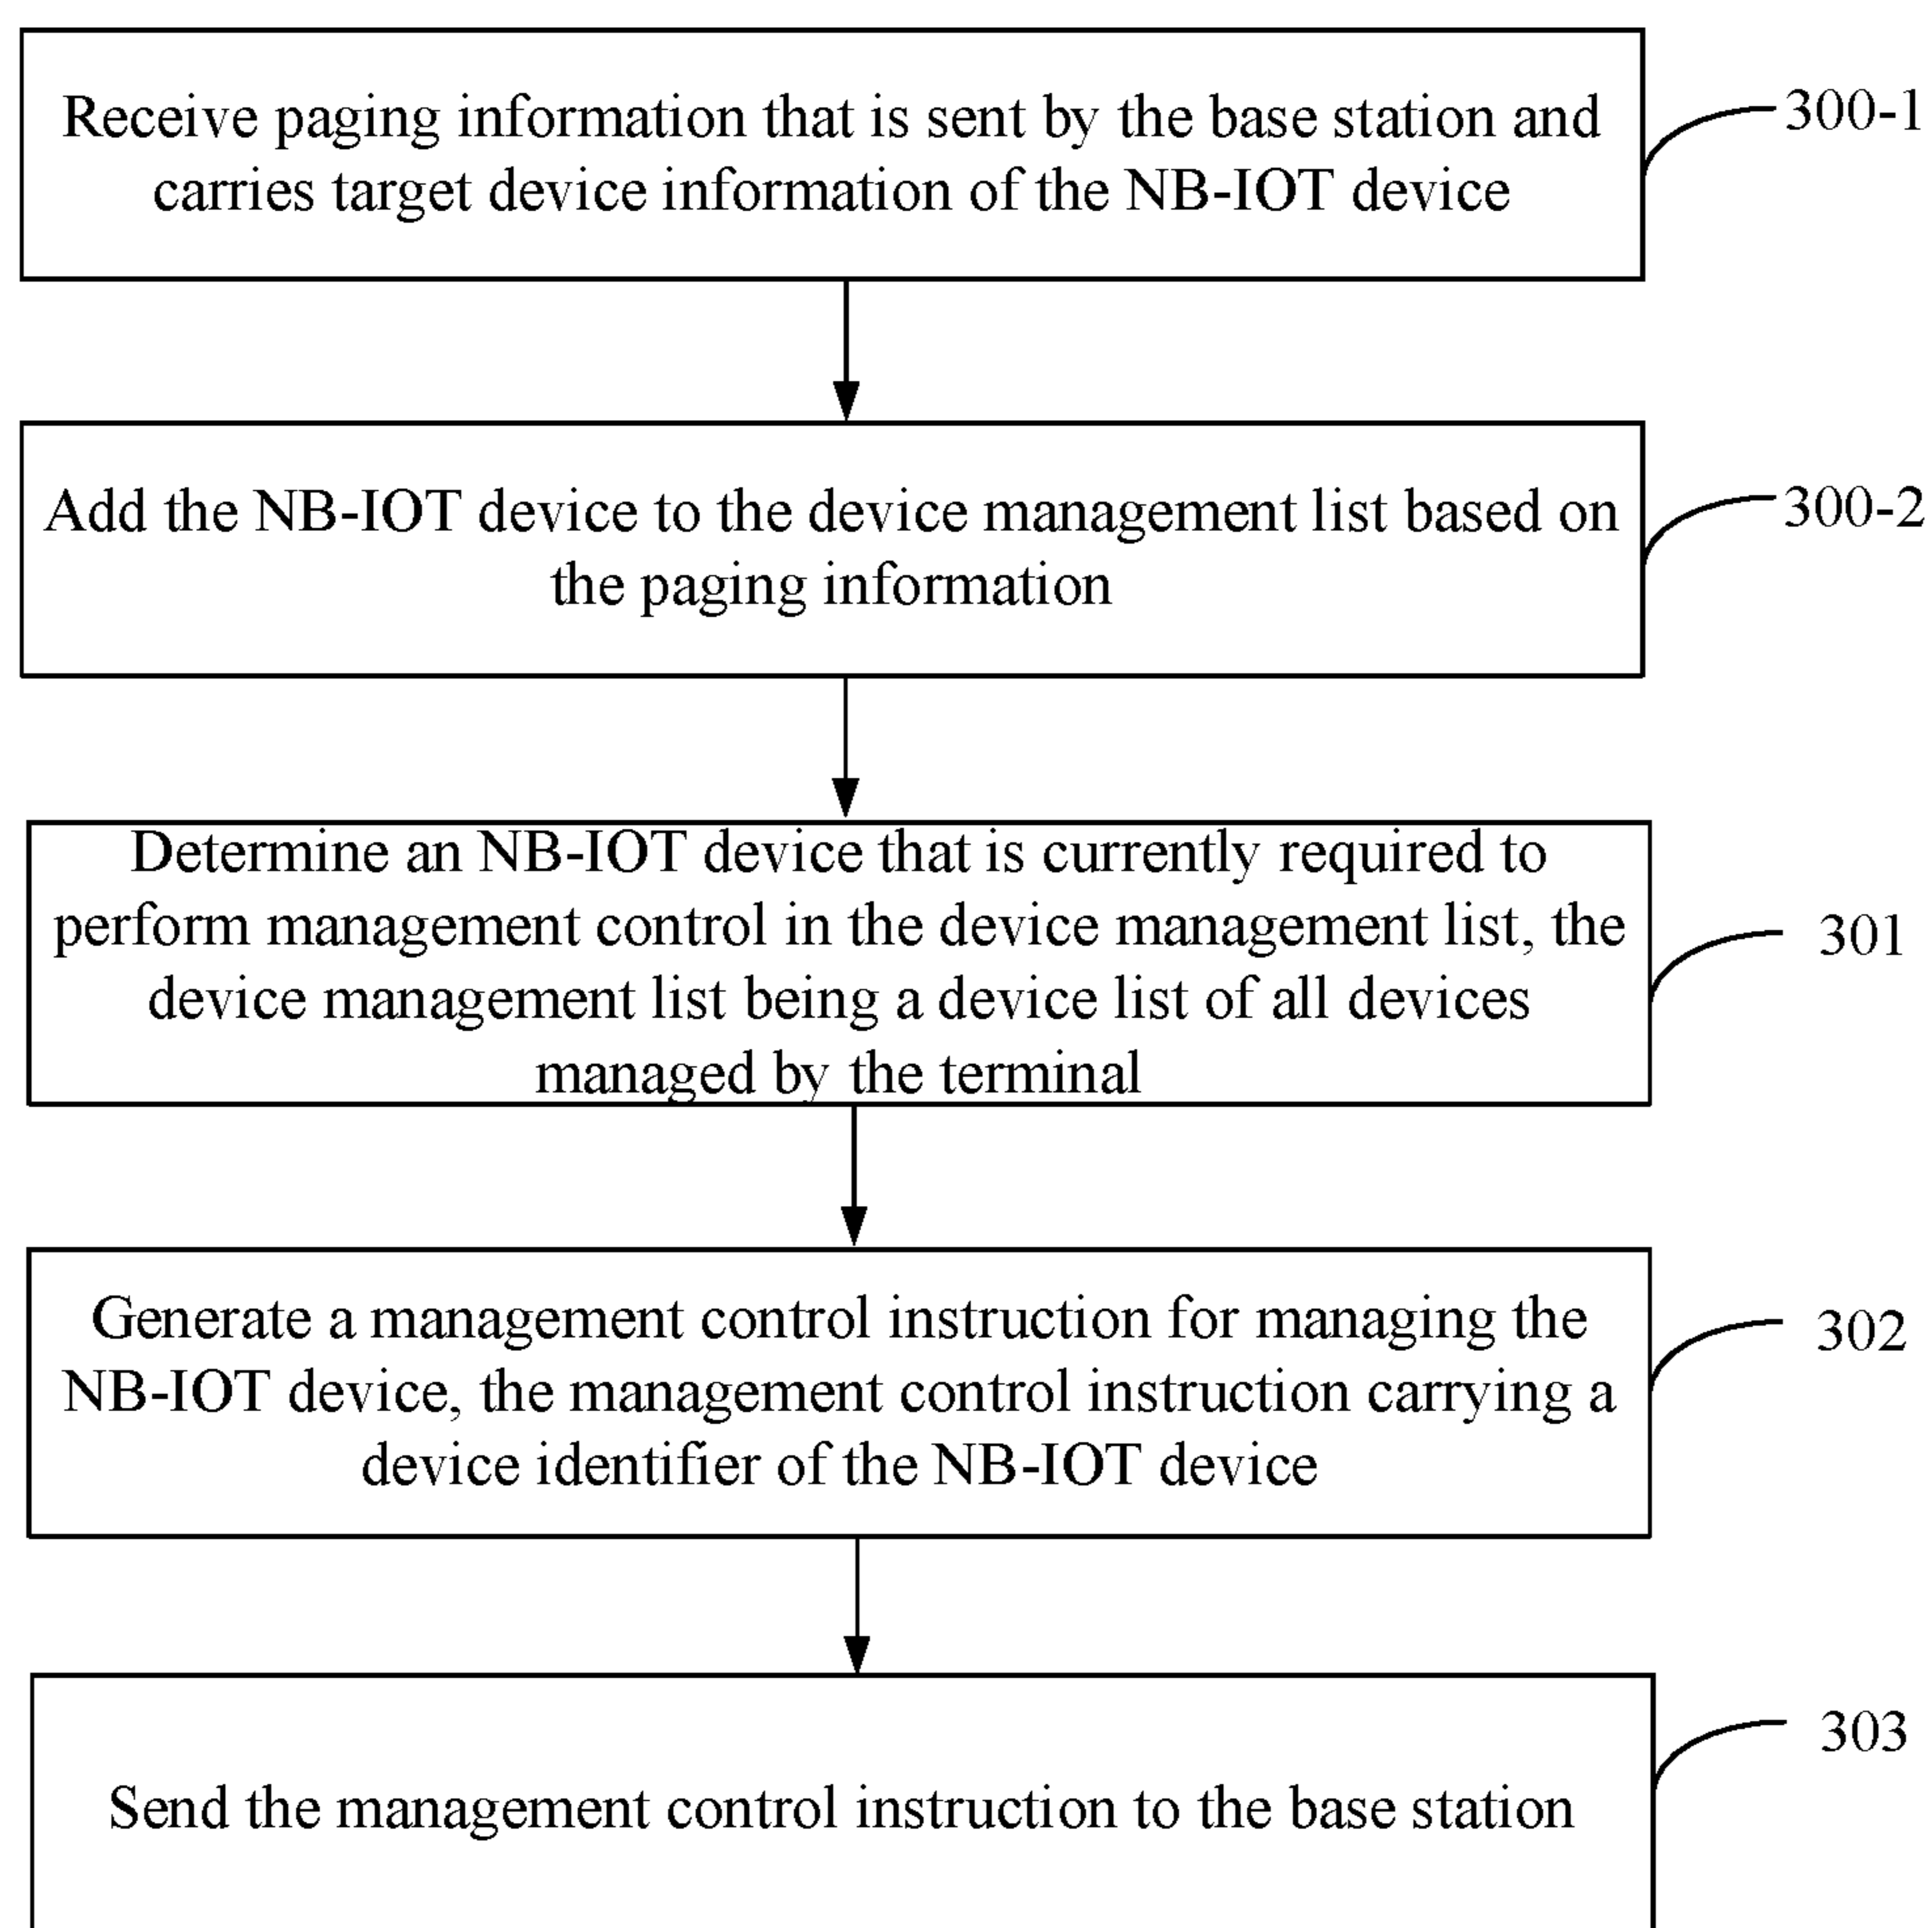 Receive paging information that is sent by the base station and
carries target device information of the NB-IOT device
300-1
Add the NB-IOT device to the device management list based on
the paging information
300-2
Determine an NB-IOT device that is currently required to
perform management control in the device management list, the
device management list being a device list of all devices
managed by the terminal
301
Generate a management control instruction for managing the
NB-IOT device, the management control instruction carrying a
device identifier of the NB-IOT device
302
Send the management control instruction to the base station
303